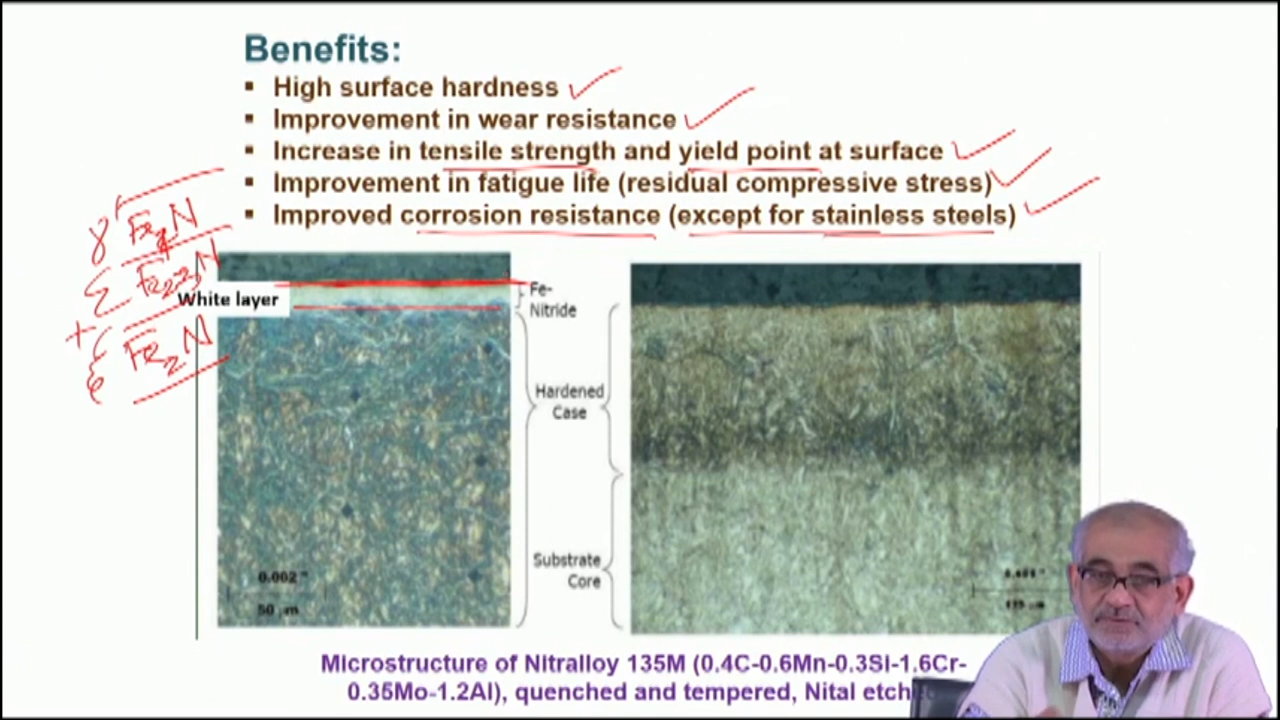 Benefits:
▪ High surface hardness
▪ Improvement in wear resistance
▪ Increase in tensile strength and yield point at surface
▪ Improvement in fatigue life (residual compressive stress)
▪ Improved corrosion resistance (except for stainless steels)
γ' Fe4N
Fe2-3N
+
Fe2N
White layer
Fe-
Nitride
Hardened
Case
Substrate
Core
0.002 "
50 µm
Microstructure of Nitralloy 135M (0.4C-0.6Mn-0.3Si-1.6Cr-
0.35Mo-1.2Al), quenched and tempered, Nital